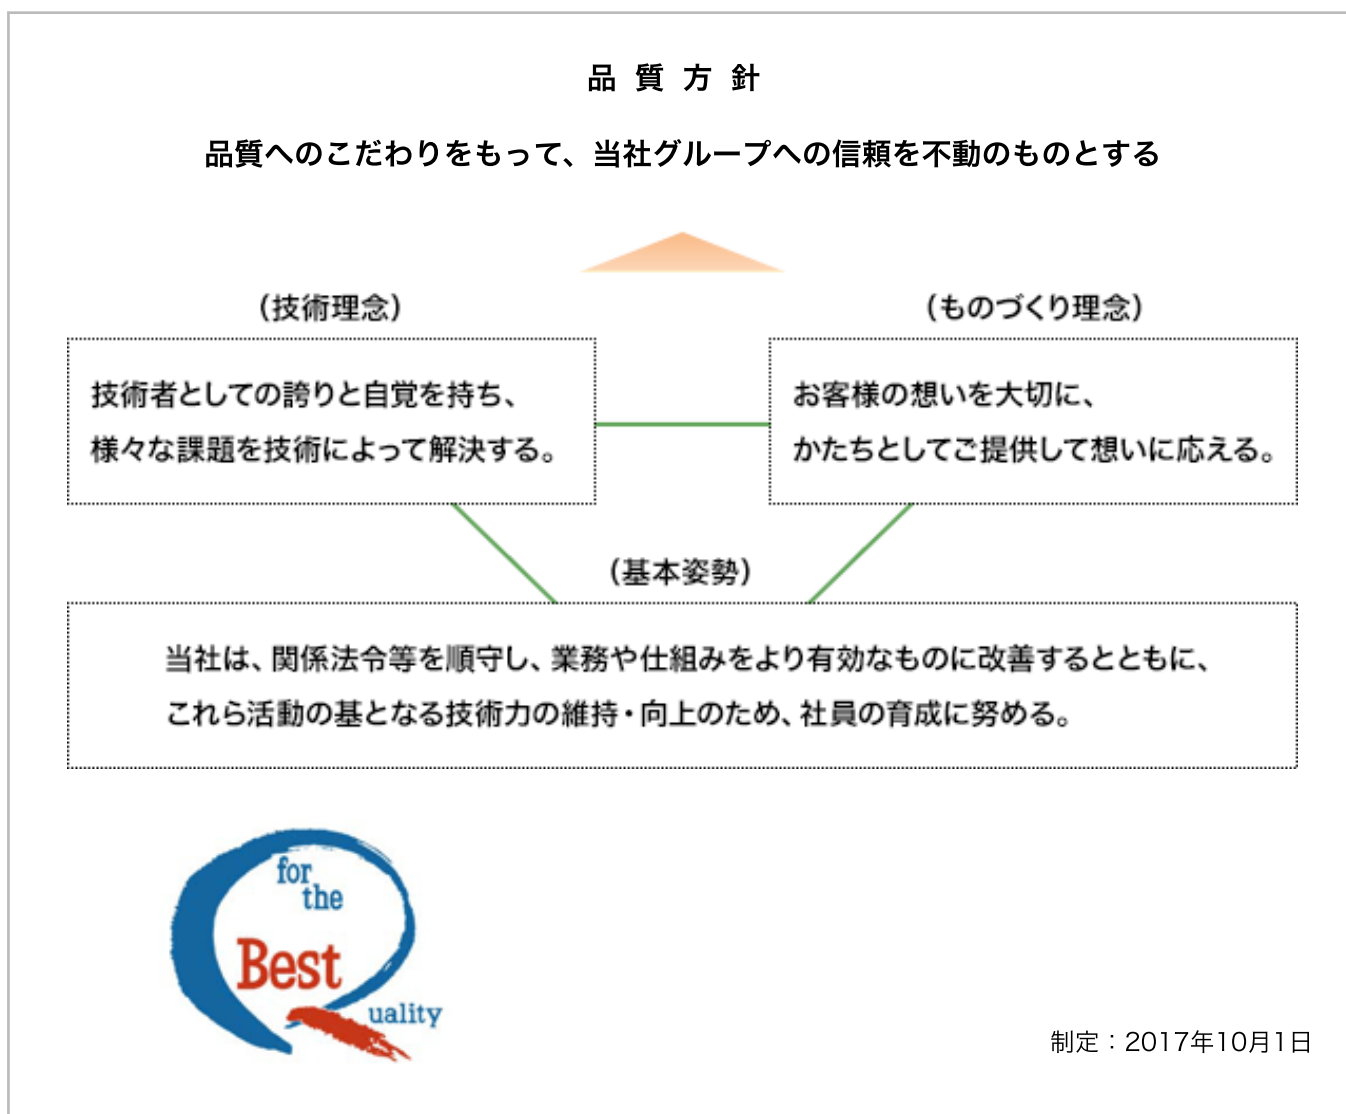 品質方針
品質へのこだわりをもって、当社グループへの信頼を不動のものとする
（技術理念）
技術者としての誇りと自覚を持ち、
様々な課題を技術によって解決する。
（ものづくり理念）
お客様の想いを大切に、
かたちとしてご提供して想いに応える。
（基本姿勢）
当社は、関係法令等を順守し、業務や仕組みをより有効なものに改善するとともに、
これら活動の基となる技術力の維持・向上のため、社員の育成に努める。
for
the
Best
Quality
制定：2017年10月1日